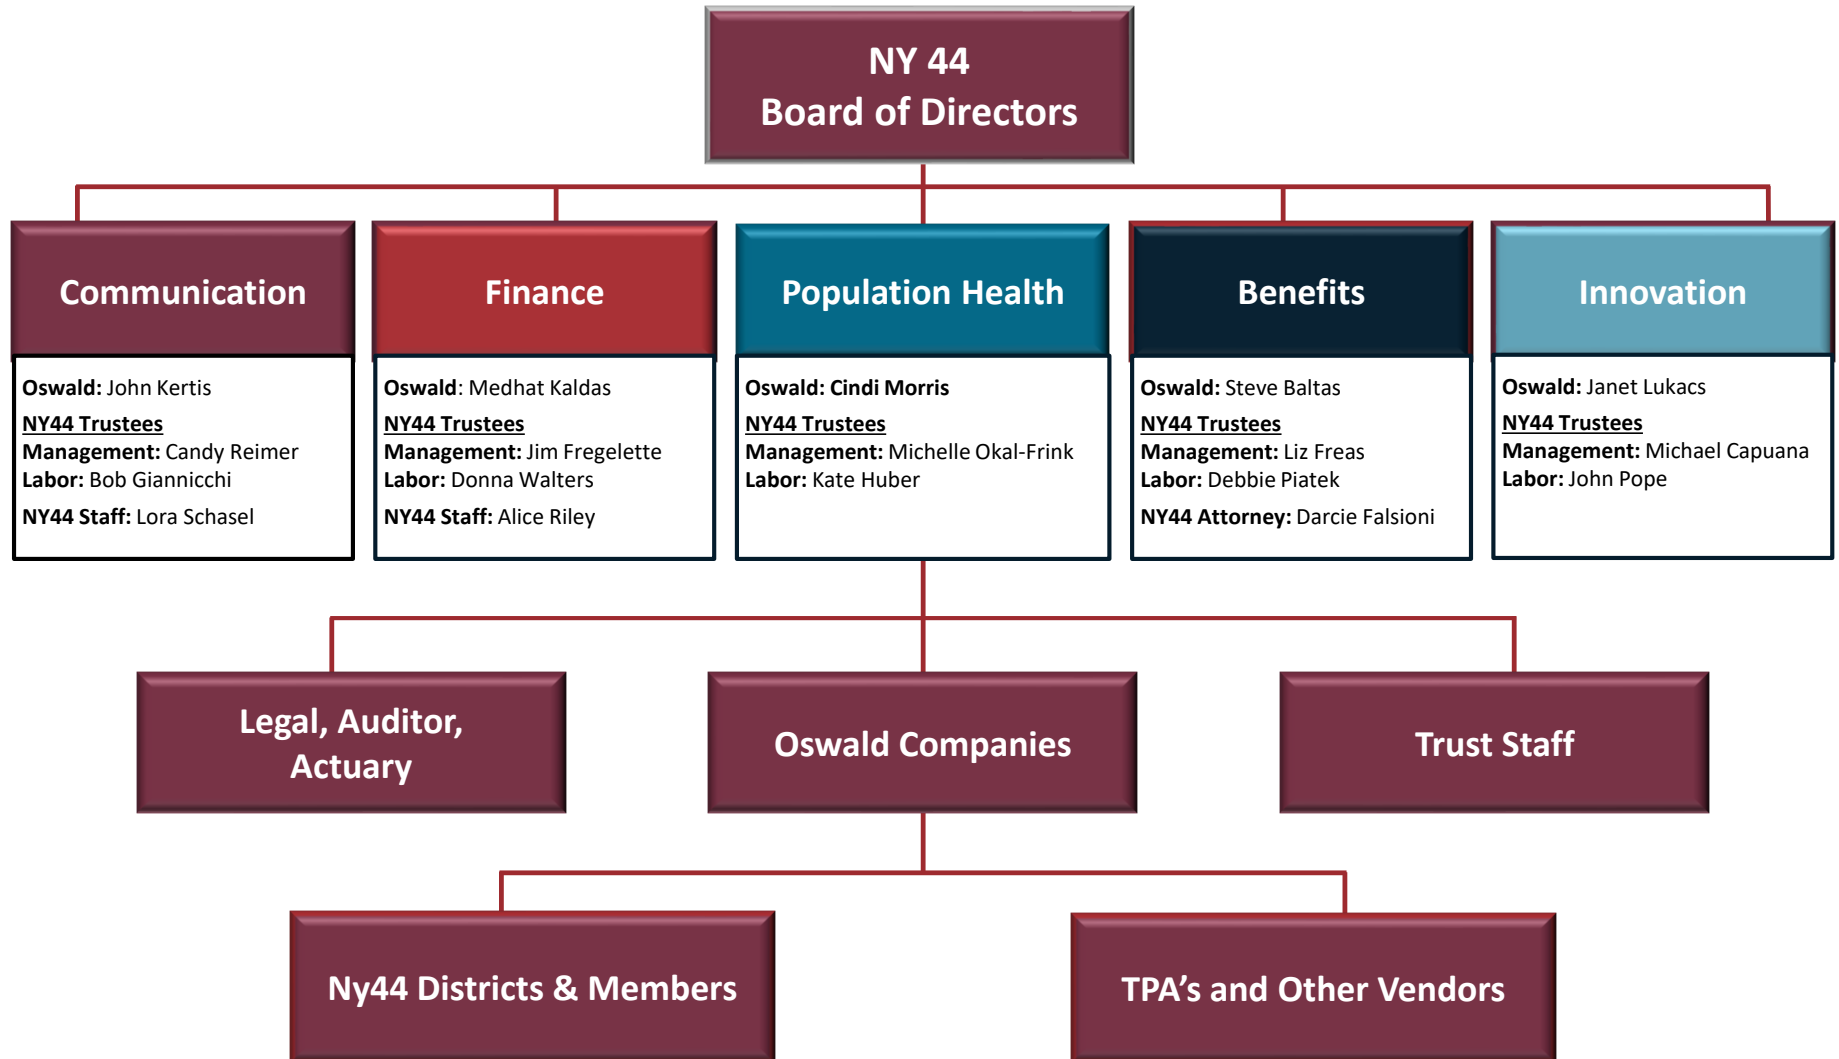 NY 44
Board of Directors
Communication
Oswald: John Kertis
NY44 Trustees
Management: Candy Reimer
Labor: Bob Giannicchi
NY44 Staff: Lora Schasel
Finance
Oswald: Medhat Kaldas
NY44 Trustees
Management: Jim Fregelette
Labor: Donna Walters
NY44 Staff: Alice Riley
Population Health
Oswald: Cindi Morris
NY44 Trustees
Management: Michelle Okal-Frink
Labor: Kate Huber
Benefits
Oswald: Steve Baltas
NY44 Trustees
Management: Liz Freas
Labor: Debbie Piatek
NY44 Attorney: Darcie Falsioni
Innovation
Oswald: Janet Lukacs
NY44 Trustees
Management: Michael Capuana
Labor: John Pope
Legal, Auditor,
Actuary
Oswald Companies
Trust Staff
Ny44 Districts & Members
TPA’s and Other Vendors